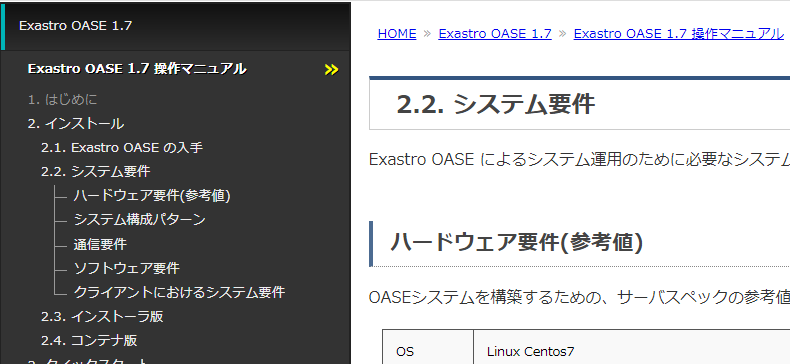 Exastro OASE 1.7
Exastro OASE 1.7 操作マニュアル »
1. はじめに
2. インストール
2.1. Exastro OASE の入手
2.2. システム要件
ハードウェア要件(参考値)
システム構成パターン
通信要件
ソフトウェア要件
クライアントにおけるシステム要件
2.3. インストーラ版
2.4. コンテナ版
HOME » Exastro OASE 1.7 » Exastro OASE 1.7 操作マニュアル
2.2. システム要件
Exastro OASE によるシステム運用のために必要なシステム
ハードウェア要件(参考値)
OASEシステムを構築するための、サーバスペックの参考値
OS Linux Centos7